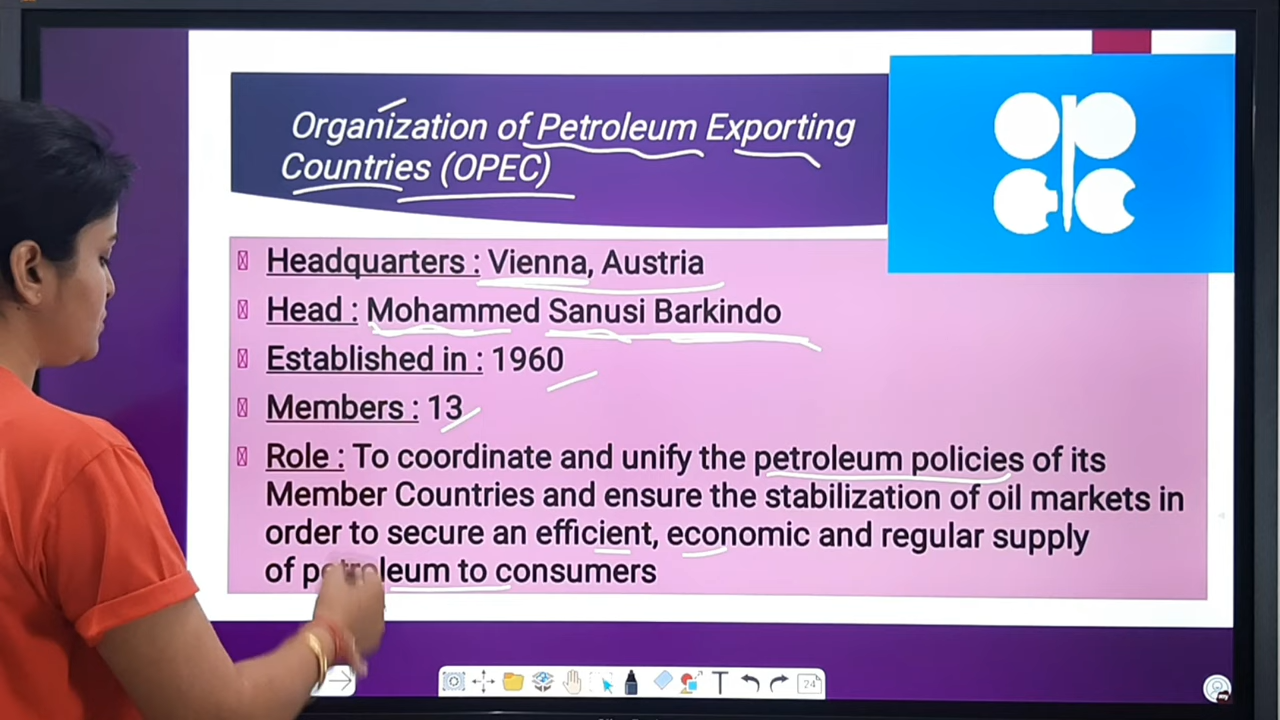 Organization of Petroleum Exporting
Countries (OPEC)
Headquarters : Vienna, Austria
Head : Mohammed Sanusi Barkindo
Established in : 1960
Members : 13
Role : To coordinate and unify the petroleum policies of its
Member Countries and ensure the stabilization of oil markets in
order to secure an efficient, economic and regular supply
of petroleum to consumers
24